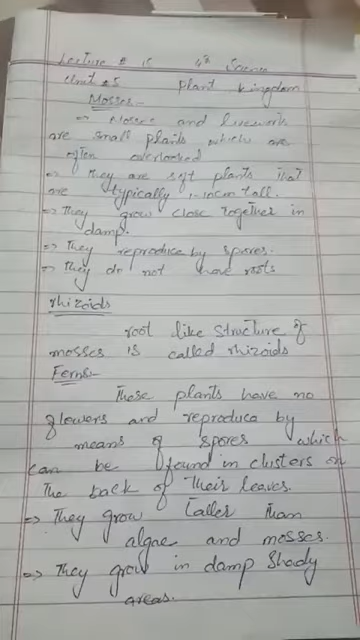 Lecture # 15 4th Science
Unit # 5 plant kingdom
Mosses:-
=> Mosses and liverwork
are small plants which are
often overlooked
=> They are soft plants that
are typically 1-10cm tall.
=> They grow close together in
damp.
=> They reproduce by spores.
=> They do not have roots
rhizoids
root like structure of
mosses is called rhizoids
Ferns:-
These plants have no
flowers and reproduce by
means of spores which
can be found in clusters on
the back of their leaves.
=> They grow taller than
algae and mosses.
=> They grow in damp shady
areas.